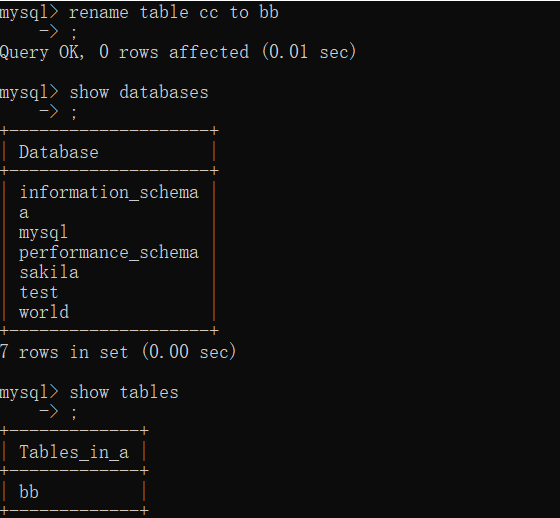 mysql> rename table cc to bb
    -> ;
Query OK, 0 rows affected (0.01 sec)
mysql> show databases
    -> ;
+--------------------+
| Database           |
+--------------------+
| information_schema |
| a                  |
| mysql              |
| performance_schema |
| sakila             |
| test               |
| world              |
+--------------------+
7 rows in set (0.00 sec)
mysql> show tables
    -> ;
+-------------+
| Tables_in_a |
+-------------+
| bb          |
+-------------+